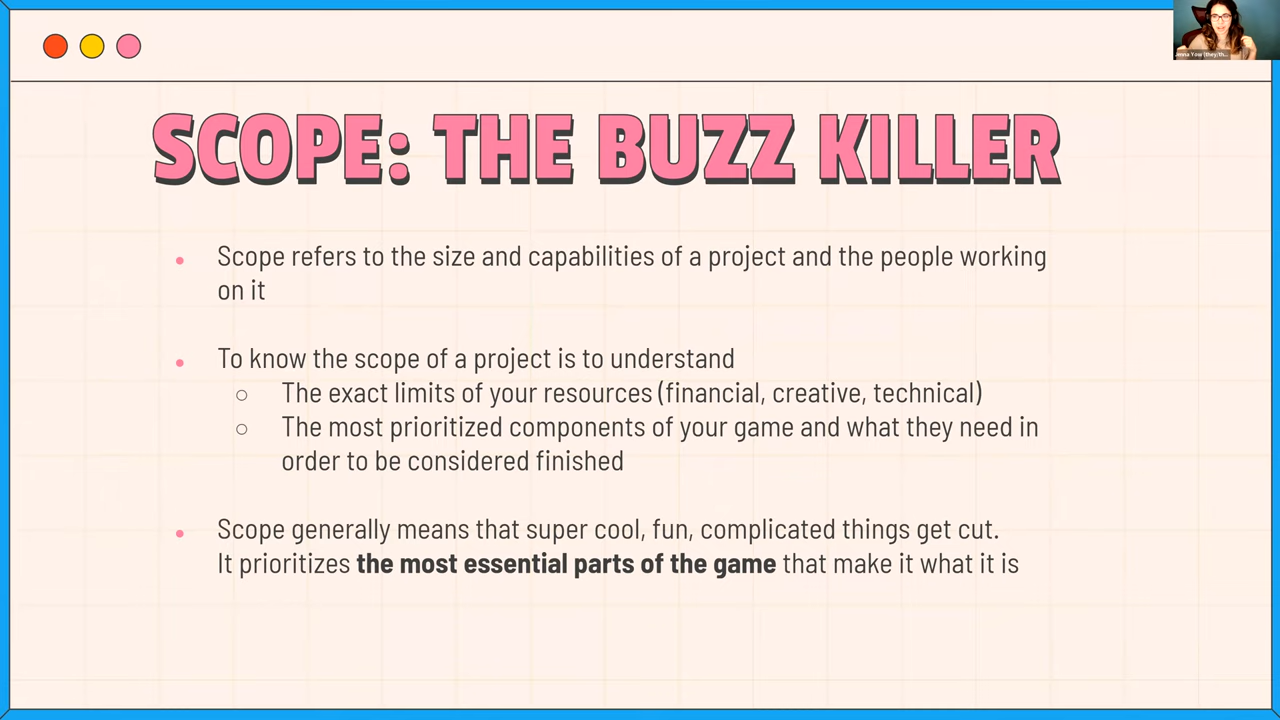 SCOPE: THE BUZZ KILLER
Scope refers to the size and capabilities of a project and the people working
on it
To know the scope of a project is to understand
The exact limits of your resources (financial, creative, technical)
The most prioritized components of your game and what they need in
order to be considered finished
Scope generally means that super cool, fun, complicated things get cut.
It prioritizes the most essential parts of the game that make it what it is